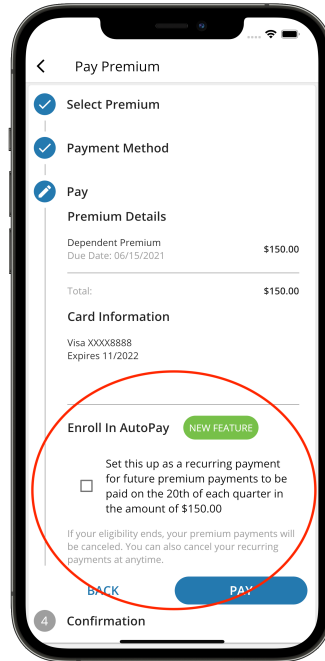 Pay Premium
Select Premium
Payment Method
Pay
Premium Details
Dependent Premium
$150.00
Due Date: 06/15/2021
Total:
$150.00
Card Information
Visa XXXX8888
Expires 11/2022
Enroll In AutoPay
NEW FEATURE
Set this up as a recurring payment
for future premium payments to be
paid on the 20th of each quarter in
the amount of $150.00
If your eligibility ends, your premium payments will
be canceled. You can also cancel your recurring
payments at anytime.
BACK
PAY
4
Confirmation